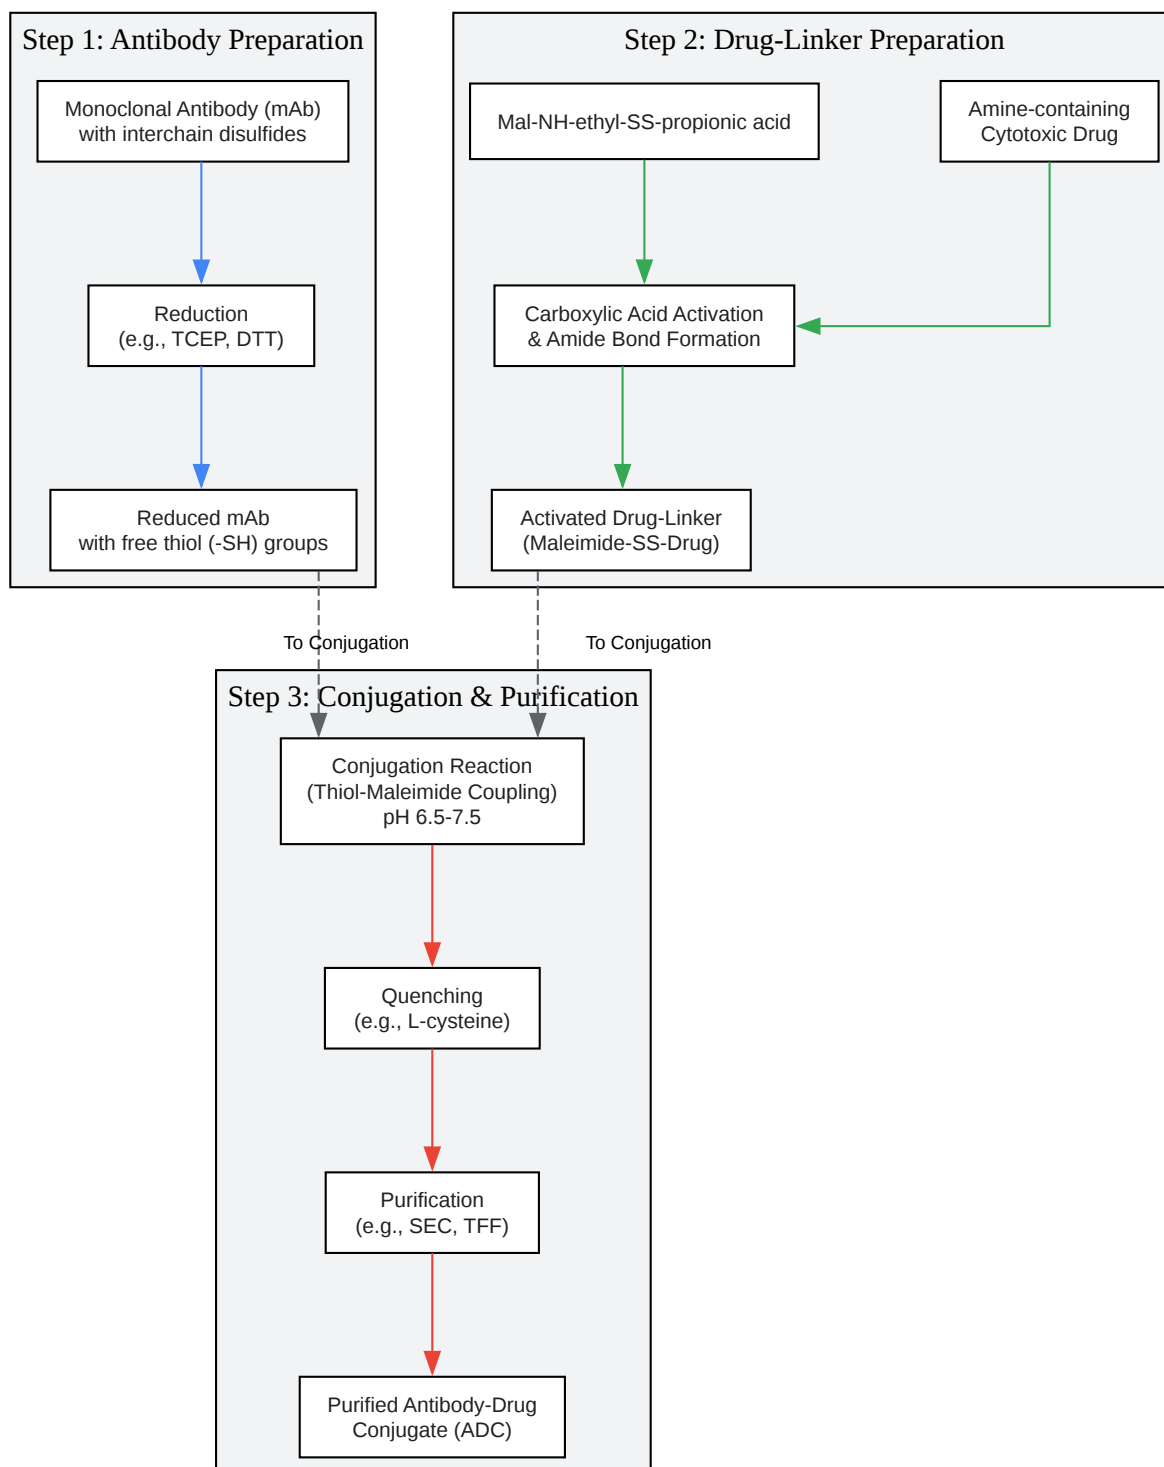 Step 1: Antibody Preparation
Monoclonal Antibody (mAb)
with interchain disulfides
Reduction
(e.g., TCEP, DTT)
Reduced mAb
with free thiol (-SH) groups
Step 2: Drug-Linker Preparation
Mal-NH-ethyl-SS-propionic acid
Amine-containing
Cytotoxic Drug
Carboxylic Acid Activation
& Amide Bond Formation
Activated Drug-Linker
(Maleimide-SS-Drug)
To Conjugation
To Conjugation
Step 3: Conjugation & Purification
Conjugation Reaction
(Thiol-Maleimide Coupling)
pH 6.5-7.5
Quenching
(e.g., L-cysteine)
Purification
(e.g., SEC, TFF)
Purified Antibody-Drug
Conjugate (ADC)